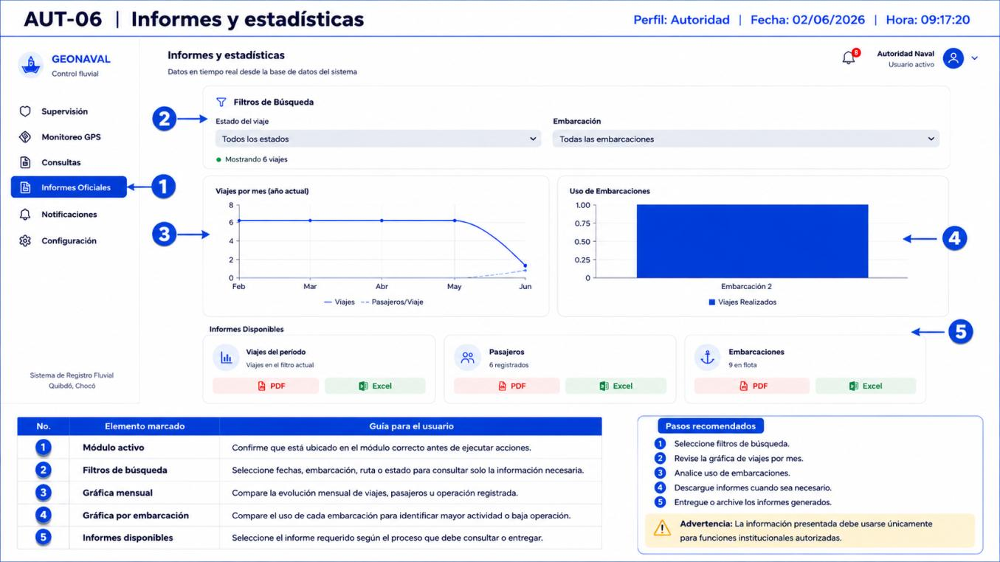 AUT-06 | Informes y estadísticas
Perfil: Autoridad | Fecha: 02/06/2026 | Hora: 09:17:20
GEONAVAL
Control fluvial
Supervisión
Monitoreo GPS
Consultas
Informes Oficiales
Notificaciones
Configuración
Sistema de Registro Fluvial
Quibdó, Chocó
1
Informes y estadísticas
Datos en tiempo real desde la base de datos del sistema
8
Autoridad Naval
Usuario activo
2
Filtros de Búsqueda
Estado del viaje
Todos los estados
Embarcación
Todas las embarcaciones
Mostrando 6 viajes
3
Viajes por mes (año actual)
8
6
4
2
0
Feb Mar Abr May Jun
Viajes Pasajeros/Viaje
Uso de Embarcaciones
1.00
0.75
0.50
0.25
0
Embarcación 2
Viajes Realizados
4
5
Informes Disponibles
Viajes del período
Viajes en el filtro actual
PDF Excel
Pasajeros
6 registrados
PDF Excel
Embarcaciones
9 en flota
PDF Excel
No. Elemento marcado Guía para el usuario
1 Módulo activo Confirme que está ubicado en el módulo correcto antes de ejecutar acciones.
2 Filtros de búsqueda Seleccione fechas, embarcación, ruta o estado para consultar solo la información necesaria.
3 Gráfica mensual Compare la evolución mensual de viajes, pasajeros u operación registrada.
4 Gráfica por embarcación Compare el uso de cada embarcación para identificar mayor actividad o baja operación.
5 Informes disponibles Seleccione el informe requerido según el proceso que debe consultar o entregar.
Pasos recomendados
1 Seleccione filtros de búsqueda.
2 Revise la gráfica de viajes por mes.
3 Analice uso de embarcaciones.
4 Descargue informes cuando sea necesario.
5 Entregue o archive los informes generados.
Advertencia: La información presentada debe usarse únicamente
para funciones institucionales autorizadas.